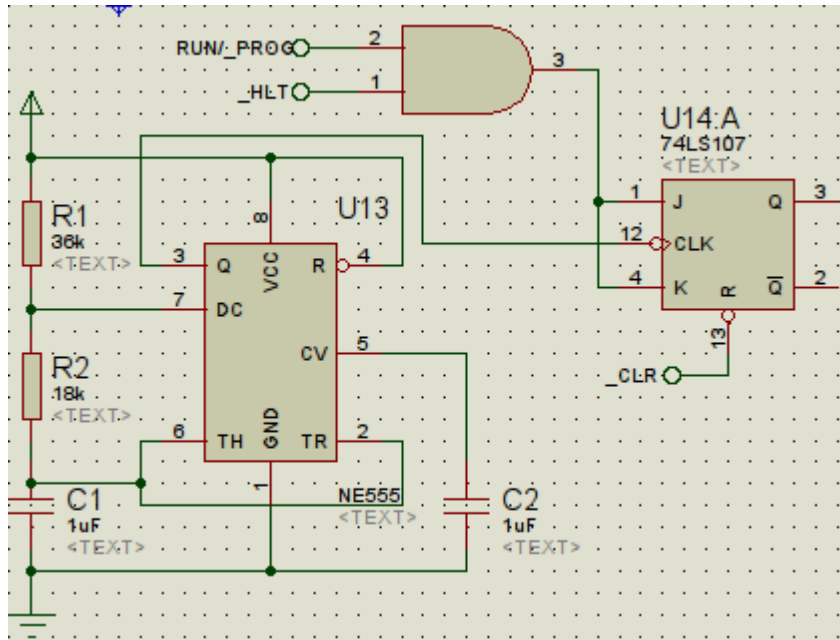 RUN/_PROG
2
3
_HLT
1
U14:A
74LS107
<TEXT>
1
J
Q
3
12
CLK
4
K
R
Q
2
13
_CLR
R1
36k
<TEXT>
8
U13
3
Q
VCC
R
4
7
DC
CV
5
R2
18k
<TEXT>
6
TH
GND
TR
2
1
NE555
<TEXT>
C1
1uF
<TEXT>
C2
1uF
<TEXT>